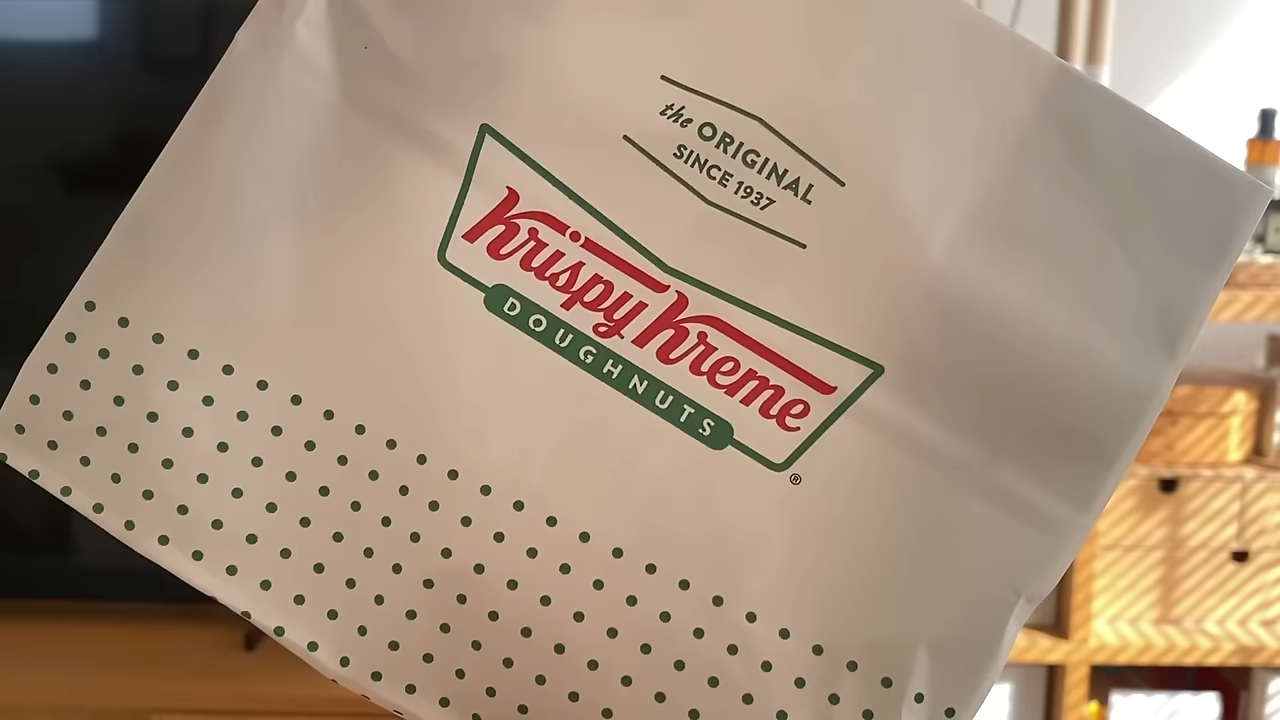 the ORIGINAL
SINCE 1937
Krispy Kreme
DOUGHNUTS
®